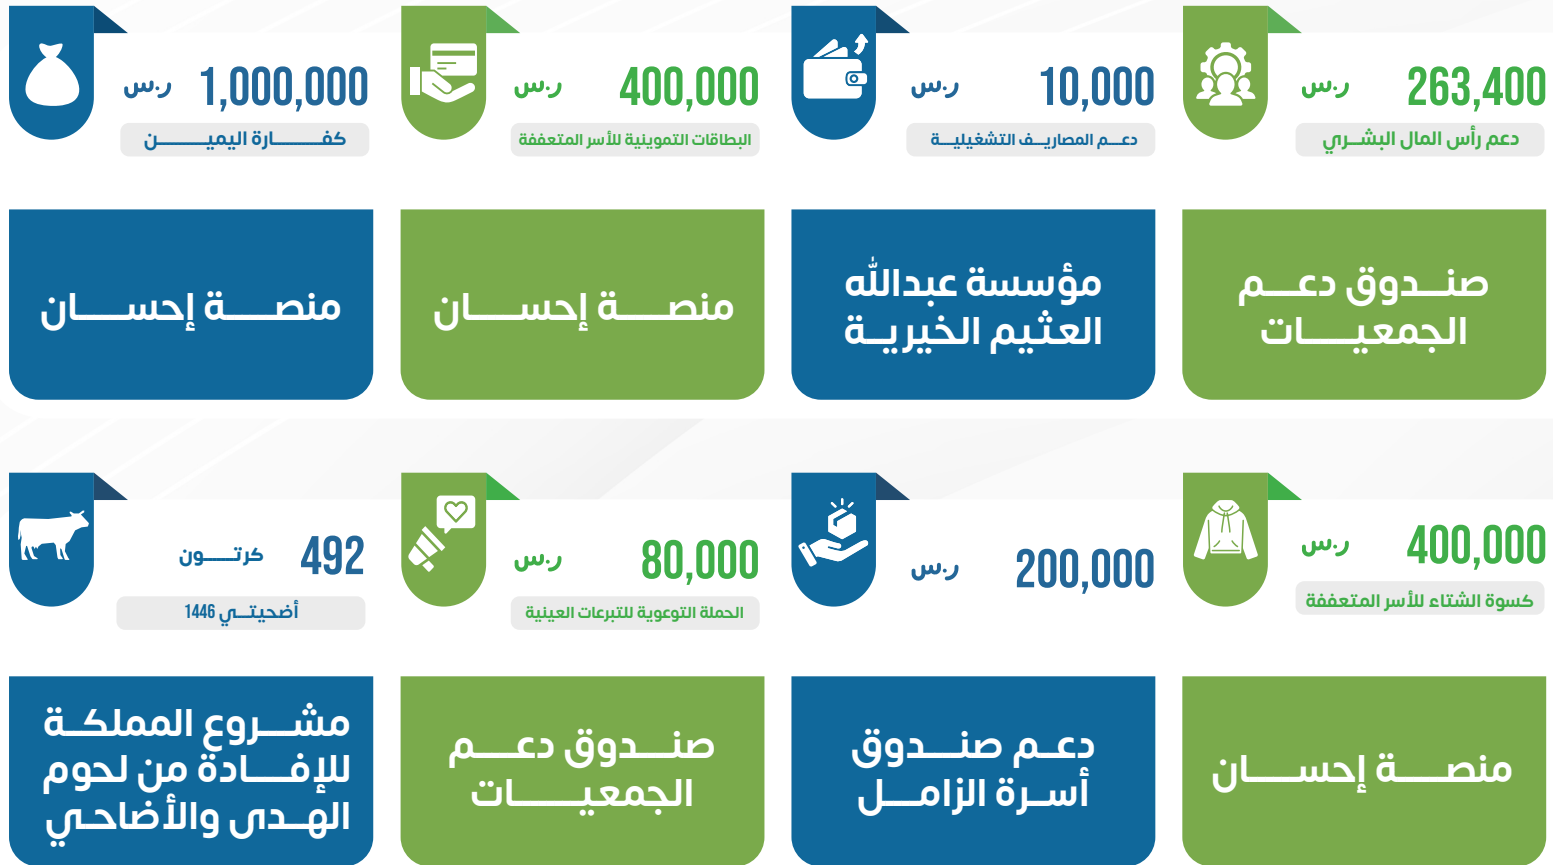 263,400 ر.س
دعم رأس المال البشري
صندوق دعم
الجمعيات
10,000 ر.س
دعم المصاريف التشغيلية
مؤسسة عبدالله
العثيم الخيرية
400,000 ر.س
البطاقات التموينية للأسر المتعففة
منصة إحسان
1,000,000 ر.س
كفارة اليمين
منصة إحسان
400,000 ر.س
كسوة الشتاء للأسر المتعففة
منصة إحسان
200,000 ر.س
دعم صندوق
أسرة الزامل
80,000 ر.س
الحملة التوعوية للتبرعات العينية
صندوق دعم
الجمعيات
492 كرتون
أضحيتي 1446
مشروع المملكة
للإفادة من لحوم
الهدى والأضاحي